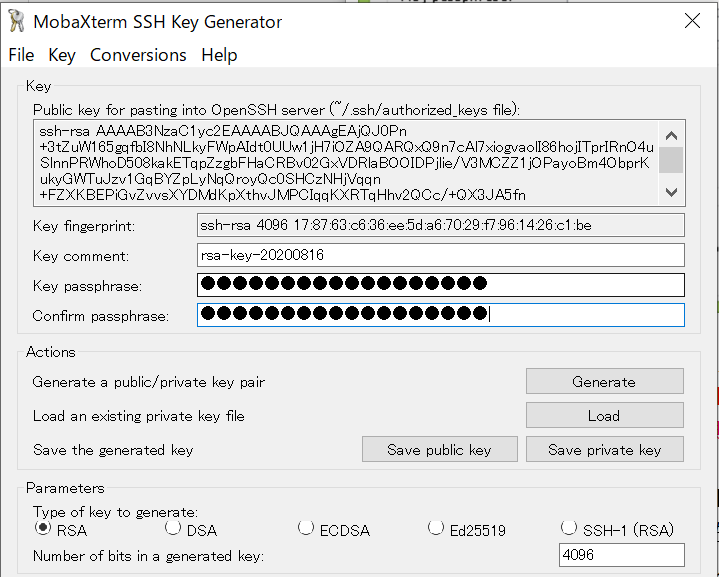 MobaXterm SSH Key Generator
File Key Conversions Help
Key
Public key for pasting into OpenSSH server (~/.ssh/authorized_keys file):
ssh-rsa AAAAB3NzaC1yc2EAAAABJQAAAgEAjQJ0Pn
+3tZuW165gqfbI8NhNLkyFWpAIdt0UUw1jH7iOZA9QARQxQ9n7cAl7xiogvaolI86hojITprIRnO4u
SInnPRWhoD508kakETqpZzgbFHaCRBv02GxVDRlaBOOIDPjlie/V3MCZZ1jOPayoBm4ObprK
ukyGWTuJzv1GqBYZpLyNqQroyQc0SHCzNHjVqqn
+FZXKBEPiGvZvvsXYDMdKpXthvJMPCIqqKXRTqHhv2QCc/+QX3JA5fn
Key fingerprint: ssh-rsa 4096 17:87:63:c6:36:ee:5d:a6:70:29:f7:96:14:26:c1:be
Key comment: rsa-key-20200816
Key passphrase: ●●●●●●●●●●●●●●●●●●
Confirm passphrase: ●●●●●●●●●●●●●●●●●●
Actions
Generate a public/private key pair Generate
Load an existing private key file Load
Save the generated key Save public key Save private key
Parameters
Type of key to generate:
RSA DSA ECDSA Ed25519 SSH-1 (RSA)
Number of bits in a generated key: 4096